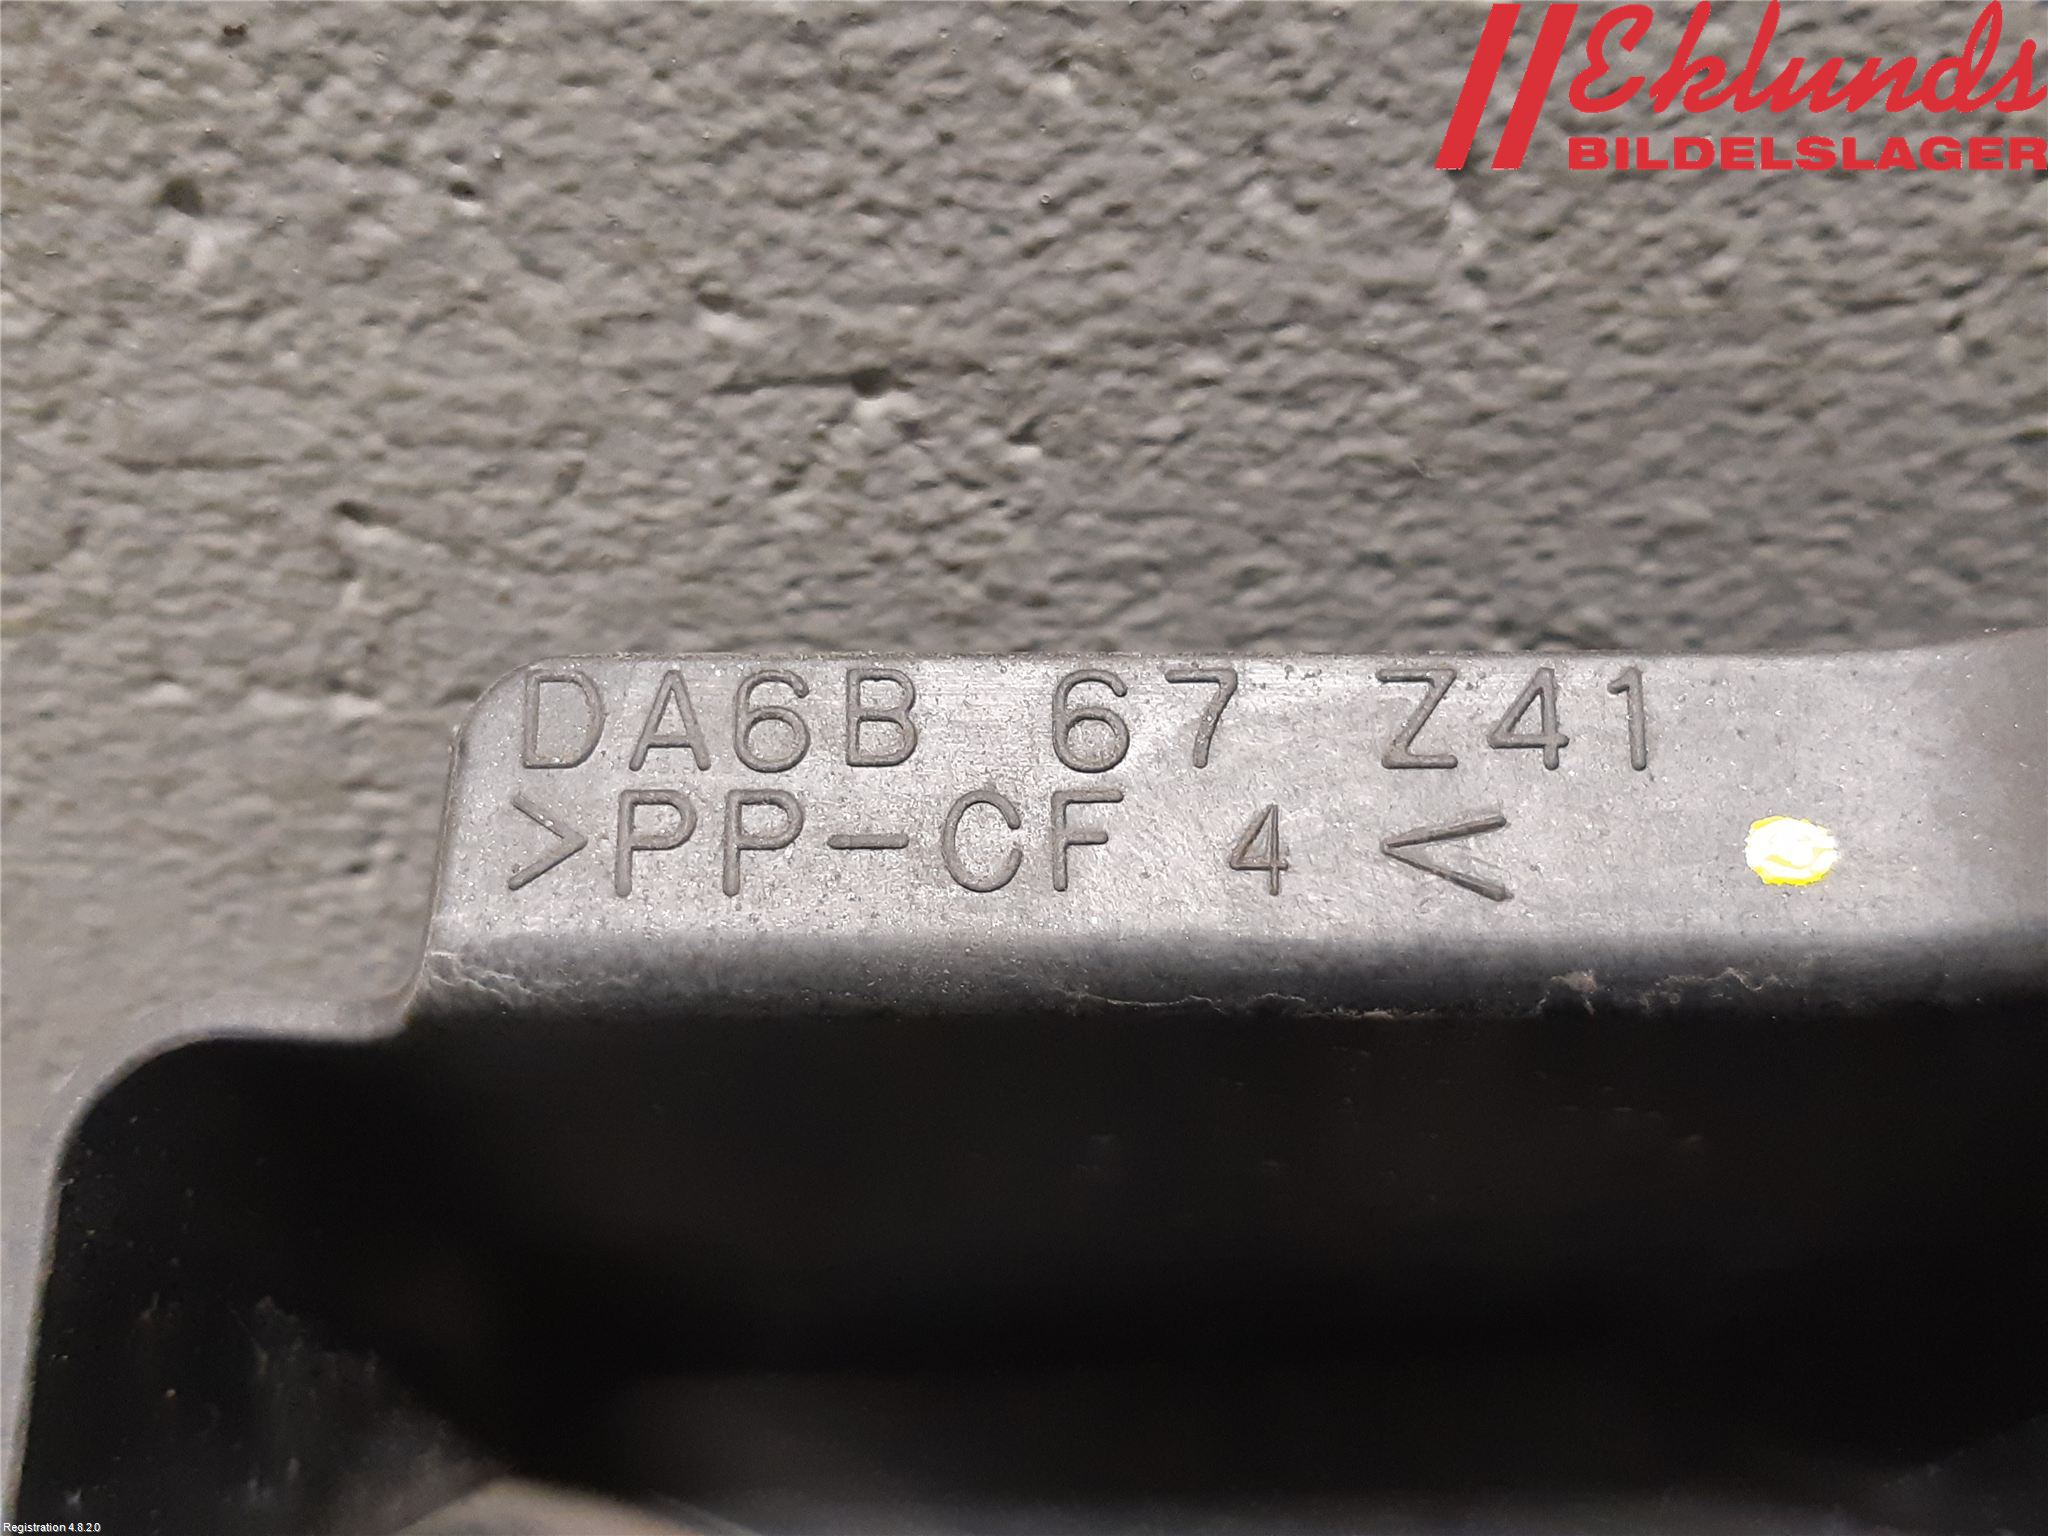 Eklunds
BILDELSLAGER
DA6B 67 Z41
>PP-CF 4 <
Registration 4.8.2.0